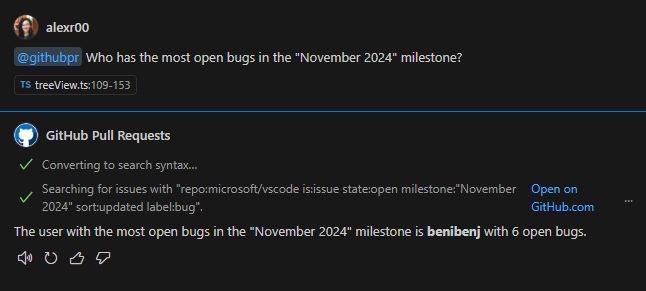 alexr00
@githubpr Who has the most open bugs in the "November 2024" milestone?
TS treeView.ts:109-153
GitHub Pull Requests
Converting to search syntax...
Searching for issues with "repo:microsoft/vscode is:issue state:open milestone:"November
2024" sort:updated label:bug".
Open on
GitHub.com
...
The user with the most open bugs in the "November 2024" milestone is benibenj with 6 open bugs.